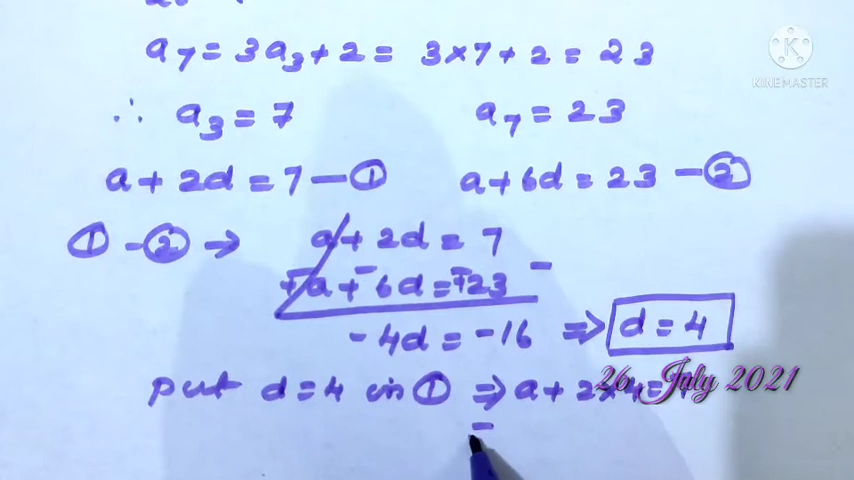 a₇ = 3a₃ + 2 = 3×7 + 2 = 23
KINEMASTER
∴ a₃ = 7 a₇ = 23
a + 2d = 7 — ① a + 6d = 23 — ②
① - ② → a + 2d = 7
a + 6d = 23 −
-4d = -16 ⇒ d = 4
put d = 4 in ① ⇒ a + 2×4 = 7
26 July 2021